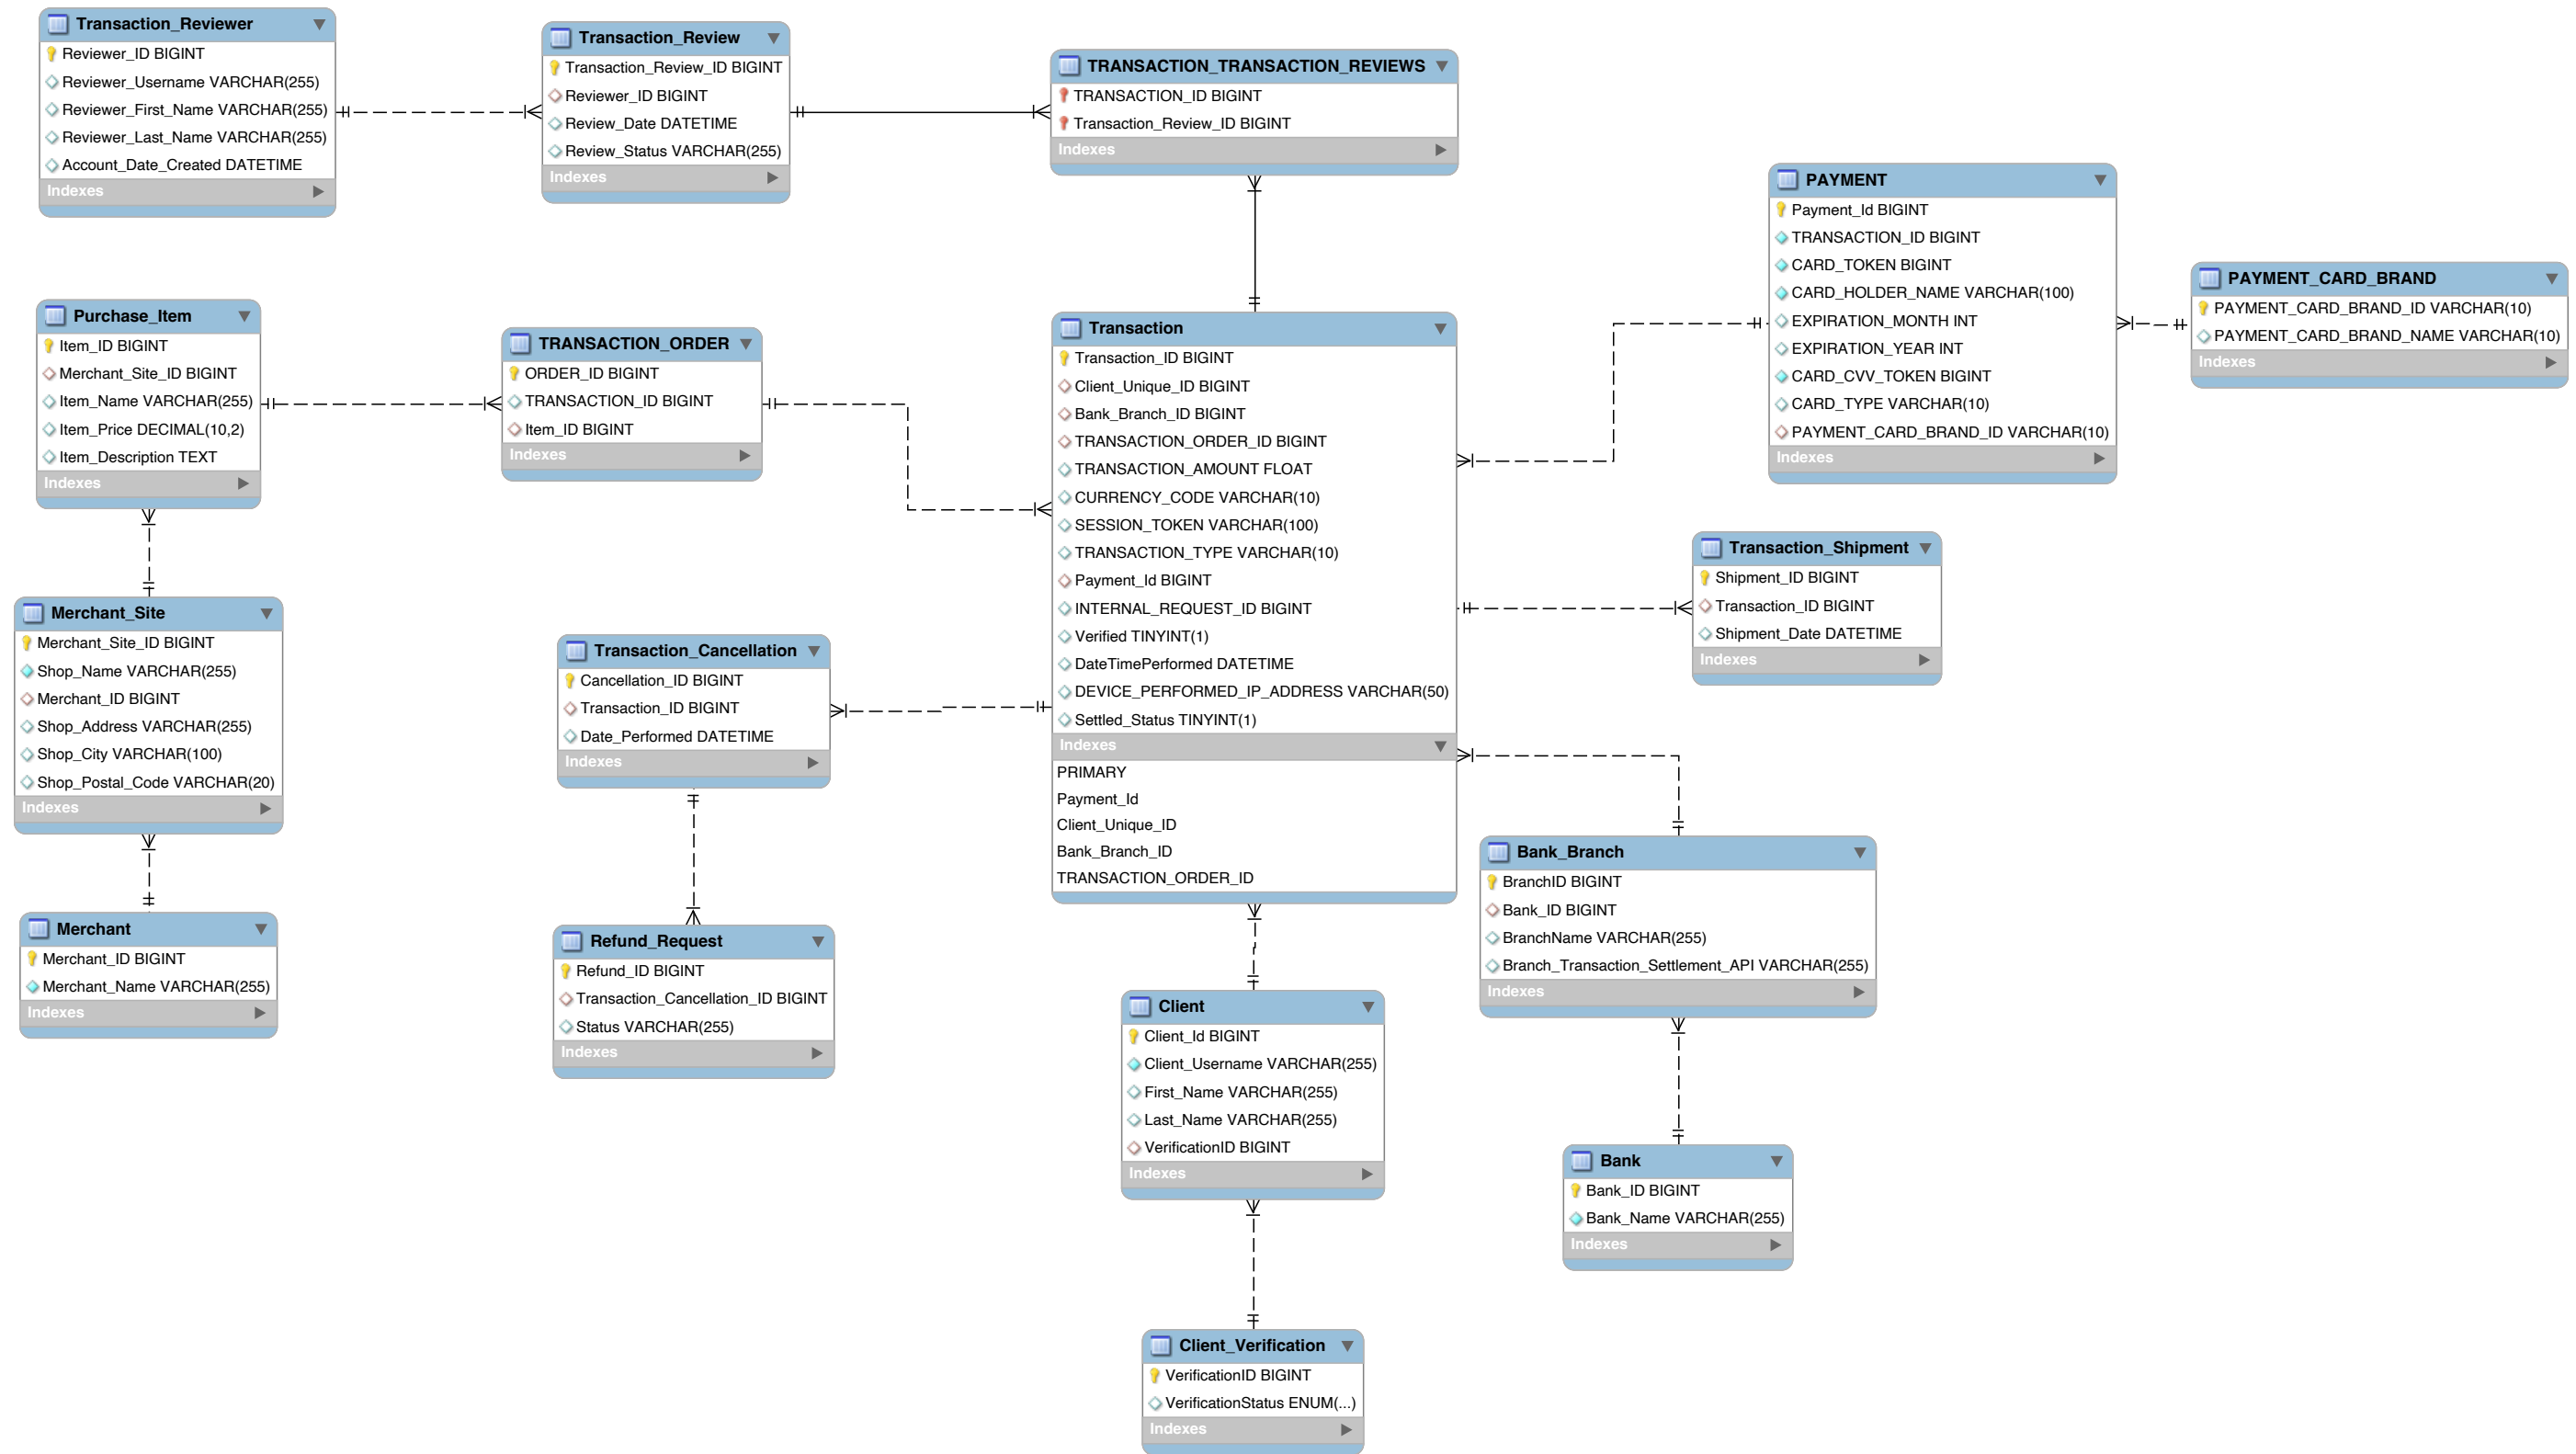 Transaction_Reviewer
Reviewer_ID BIGINT
Reviewer_Username VARCHAR(255)
Reviewer_First_Name VARCHAR(255)
Reviewer_Last_Name VARCHAR(255)
Account_Date_Created DATETIME
Indexes
Transaction_Review
Transaction_Review_ID BIGINT
Reviewer_ID BIGINT
Review_Date DATETIME
Review_Status VARCHAR(255)
Indexes
TRANSACTION_TRANSACTION_REVIEWS
TRANSACTION_ID BIGINT
Transaction_Review_ID BIGINT
Indexes
PAYMENT
Payment_Id BIGINT
TRANSACTION_ID BIGINT
CARD_TOKEN BIGINT
CARD_HOLDER_NAME VARCHAR(100)
EXPIRATION_MONTH INT
EXPIRATION_YEAR INT
CARD_CVV_TOKEN BIGINT
CARD_TYPE VARCHAR(10)
PAYMENT_CARD_BRAND_ID VARCHAR(10)
Indexes
PAYMENT_CARD_BRAND
PAYMENT_CARD_BRAND_ID VARCHAR(10)
PAYMENT_CARD_BRAND_NAME VARCHAR(10)
Indexes
Purchase_Item
Item_ID BIGINT
Merchant_Site_ID BIGINT
Item_Name VARCHAR(255)
Item_Price DECIMAL(10,2)
Item_Description TEXT
Indexes
TRANSACTION_ORDER
ORDER_ID BIGINT
TRANSACTION_ID BIGINT
Item_ID BIGINT
Indexes
Transaction
Transaction_ID BIGINT
Client_Unique_ID BIGINT
Bank_Branch_ID BIGINT
TRANSACTION_ORDER_ID BIGINT
TRANSACTION_AMOUNT FLOAT
CURRENCY_CODE VARCHAR(10)
SESSION_TOKEN VARCHAR(100)
TRANSACTION_TYPE VARCHAR(10)
Payment_Id BIGINT
INTERNAL_REQUEST_ID BIGINT
Verified TINYINT(1)
DateTimePerformed DATETIME
DEVICE_PERFORMED_IP_ADDRESS VARCHAR(50)
Settled_Status TINYINT(1)
Indexes
PRIMARY
Payment_Id
Client_Unique_ID
Bank_Branch_ID
TRANSACTION_ORDER_ID
Transaction_Shipment
Shipment_ID BIGINT
Transaction_ID BIGINT
Shipment_Date DATETIME
Indexes
Merchant_Site
Merchant_Site_ID BIGINT
Shop_Name VARCHAR(255)
Merchant_ID BIGINT
Shop_Address VARCHAR(255)
Shop_City VARCHAR(100)
Shop_Postal_Code VARCHAR(20)
Indexes
Transaction_Cancellation
Cancellation_ID BIGINT
Transaction_ID BIGINT
Date_Performed DATETIME
Indexes
Bank_Branch
BranchID BIGINT
Bank_ID BIGINT
BranchName VARCHAR(255)
Branch_Transaction_Settlement_API VARCHAR(255)
Indexes
Merchant
Merchant_ID BIGINT
Merchant_Name VARCHAR(255)
Indexes
Refund_Request
Refund_ID BIGINT
Transaction_Cancellation_ID BIGINT
Status VARCHAR(255)
Indexes
Client
Client_Id BIGINT
Client_Username VARCHAR(255)
First_Name VARCHAR(255)
Last_Name VARCHAR(255)
VerificationID BIGINT
Indexes
Bank
Bank_ID BIGINT
Bank_Name VARCHAR(255)
Indexes
Client_Verification
VerificationID BIGINT
VerificationStatus ENUM(...)
Indexes